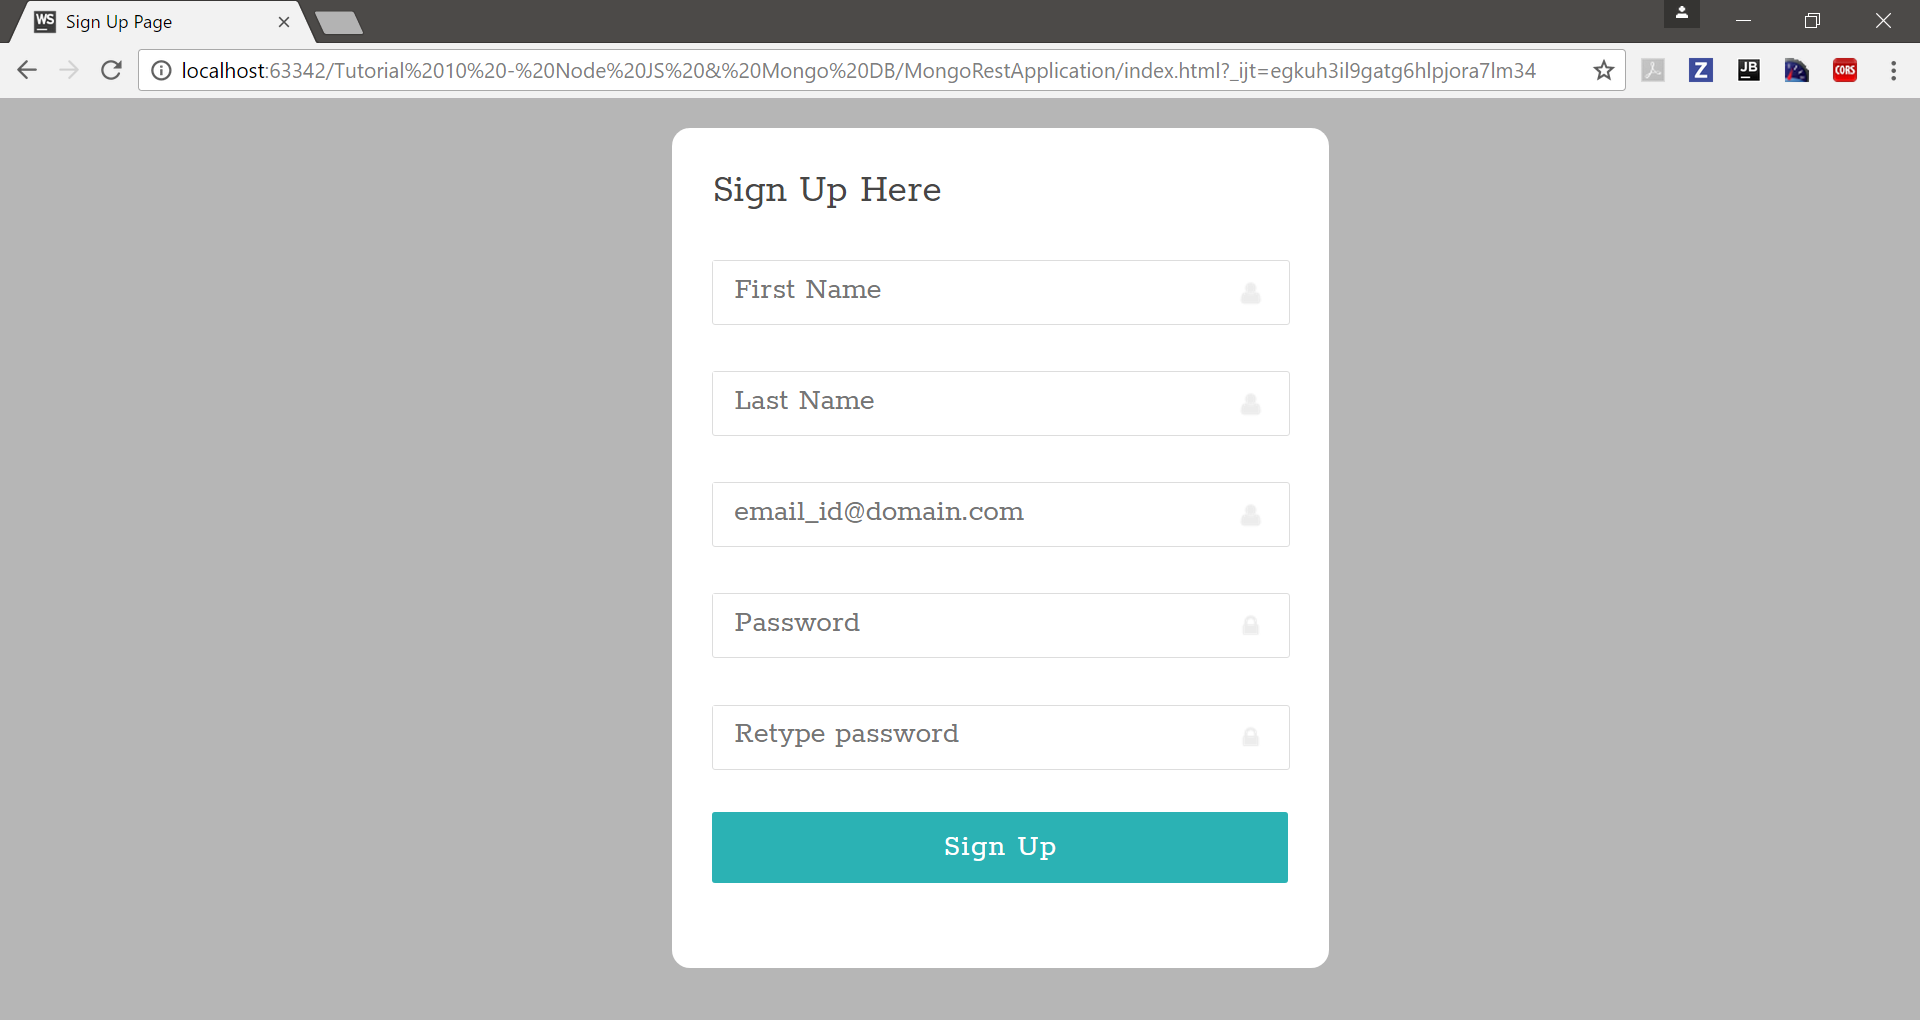 WS Sign Up Page
localhost:63342/Tutorial%2010%20-%20Node%20JS%20&%20Mongo%20DB/MongoRestApplication/index.html?_ijt=egkuh3il9gatg6hlpjora7lm34
Z JB CORS
Sign Up Here
First Name
Last Name
email_id@domain.com
Password
Retype password
Sign Up